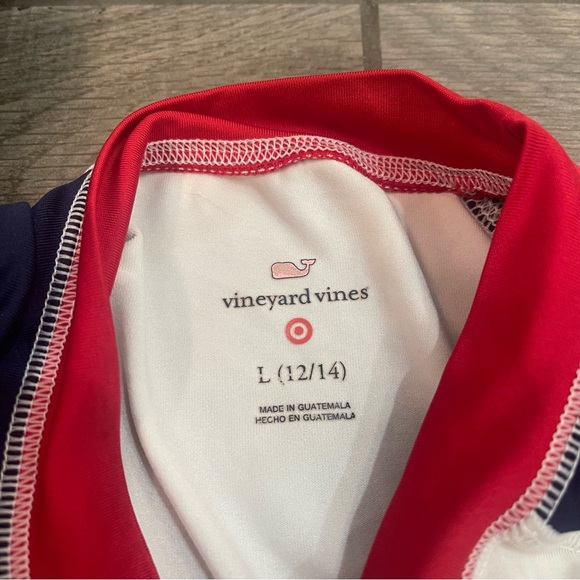 vineyard vines
L (12/14)
MADE IN GUATEMALA
HECHO EN GUATEMALA